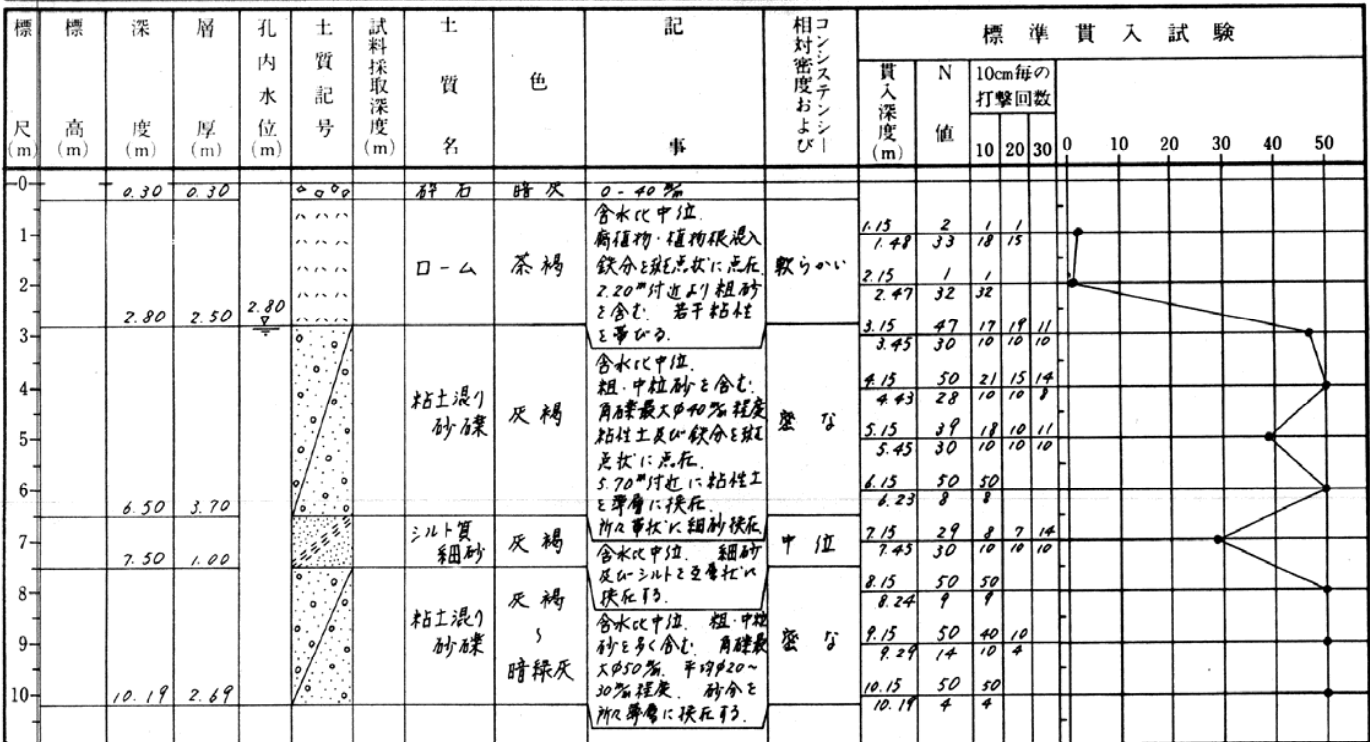 標尺(m) 標高(m) 深度(m) 層厚(m) 孔内水位(m) 土質記号 試料採取深度(m) 土質名 色 記事 相対密度およびコンシステンシー 標準貫入試験
貫入深度(m) N値 10cm毎の打撃回数
10 20 30 0 10 20 30 40 50
0
0.30 0.30 砕石 暗灰 0-40㎜
含水比中位.
腐植物・植物根混入
鉄分を斑点状に点在.
2.20m付近より粗砂
を含む. 若干粘性
を帯びる.
1
2
2.80 2.50 2.80 ローム 茶褐 軟らかい
1.15 2 1 1
1.48 33 18 15
2.15 1 1
2.47 32 32
3
4
5
6
6.50 3.70 粘土混り砂礫 灰褐 密な
含水比中位.
粗・中粒砂を含む.
角礫最大φ40㎜程度
粘性土及び鉄分を斑
点状に点在.
5.70m付近に粘性土
を薄層に挟在.
所々帯状に細砂挟在.
3.15 47 17 19 11
3.45 30 10 10 10
4.15 50 21 15 14
4.43 28 10 10 8
5.15 39 18 10 11
5.45 30 10 10 10
6.15 50 50
6.23 8 8
7
7.50 1.00 シルト質細砂 灰褐 中位
含水比中位. 細砂
及びシルトを互層状に
挟在する.
7.15 29 8 7 14
7.45 30 10 10 10
8
9
10
10.19 2.69 粘土混り砂礫 灰褐〜暗緑灰 密な
含水比中位. 粗・中粒
砂を多く含む. 角礫最
大φ50㎜. 平均φ20~
30㎜程度. 砂分を
所々薄層に挟在する.
8.15 50 50
8.24 9 9
9.15 50 40 10
9.29 14 10 4
10.15 50 50
10.19 4 4